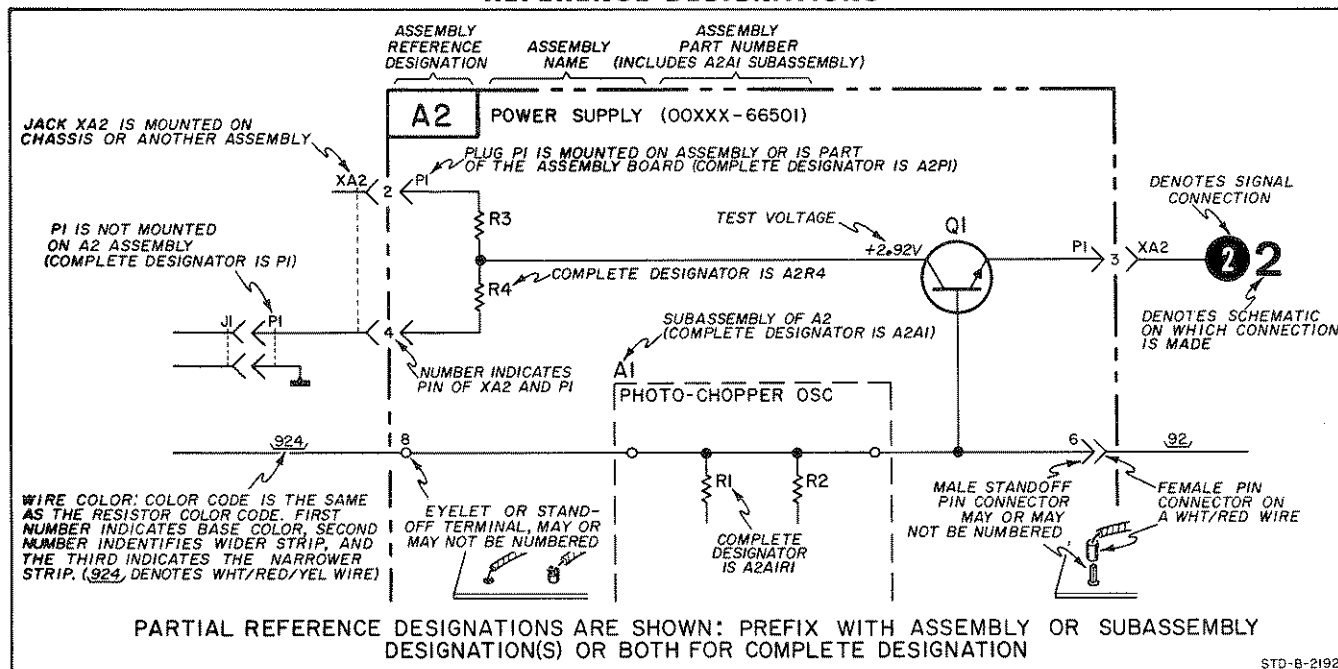 REFERENCE DESIGNATIONS
ASSEMBLY
REFERENCE
DESIGNATION
ASSEMBLY
NAME
ASSEMBLY
PART NUMBER
(INCLUDES A2A1 SUBASSEMBLY)
A2
POWER SUPPLY (00XXX-66501)
JACK XA2 IS MOUNTED ON
CHASSIS OR ANOTHER ASSEMBLY
PLUG P1 IS MOUNTED ON ASSEMBLY OR IS PART
OF THE ASSEMBLY BOARD (COMPLETE DESIGNATOR IS A2P1)
XA2
2
P1
R3
P1 IS NOT MOUNTED
ON A2 ASSEMBLY
(COMPLETE DESIGNATOR IS P1)
TEST VOLTAGE
+2.92V
Q1
DENOTES SIGNAL
CONNECTION
P1
3
XA2
2
2
R4
COMPLETE DESIGNATOR IS A2R4
DENOTES SCHEMATIC
ON WHICH CONNECTION
IS MADE
J1
P1
4
SUBASSEMBLY OF A2
(COMPLETE DESIGNATOR IS A2A1)
NUMBER INDICATES
PIN OF XA2 AND P1
A1
PHOTO-CHOPPER OSC
924
8
6
92
R1
R2
WIRE COLOR: COLOR CODE IS THE SAME
AS THE RESISTOR COLOR CODE. FIRST
NUMBER INDICATES BASE COLOR, SECOND
NUMBER INDENTIFIES WIDER STRIP, AND
THE THIRD INDICATES THE NARROWER
STRIP. (924 DENOTES WHT/RED/YEL WIRE)
EYELET OR STAND-
OFF TERMINAL, MAY OR
MAY NOT BE NUMBERED
COMPLETE
DESIGNATOR
IS A2A1R1
MALE STANDOFF
PIN CONNECTOR
MAY OR MAY
NOT BE NUMBERED
FEMALE PIN
CONNECTOR ON
A WHT/RED WIRE
PARTIAL REFERENCE DESIGNATIONS ARE SHOWN: PREFIX WITH ASSEMBLY OR SUBASSEMBLY
DESIGNATION(S) OR BOTH FOR COMPLETE DESIGNATION
STD-B-2192